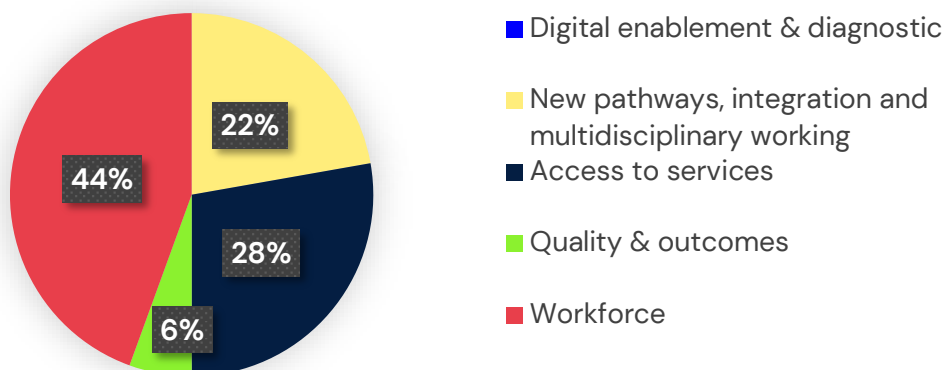 22%
44%
28%
6%
Digital enablement & diagnostic
New pathways, integration and
multidisciplinary working
Access to services
Quality & outcomes
Workforce